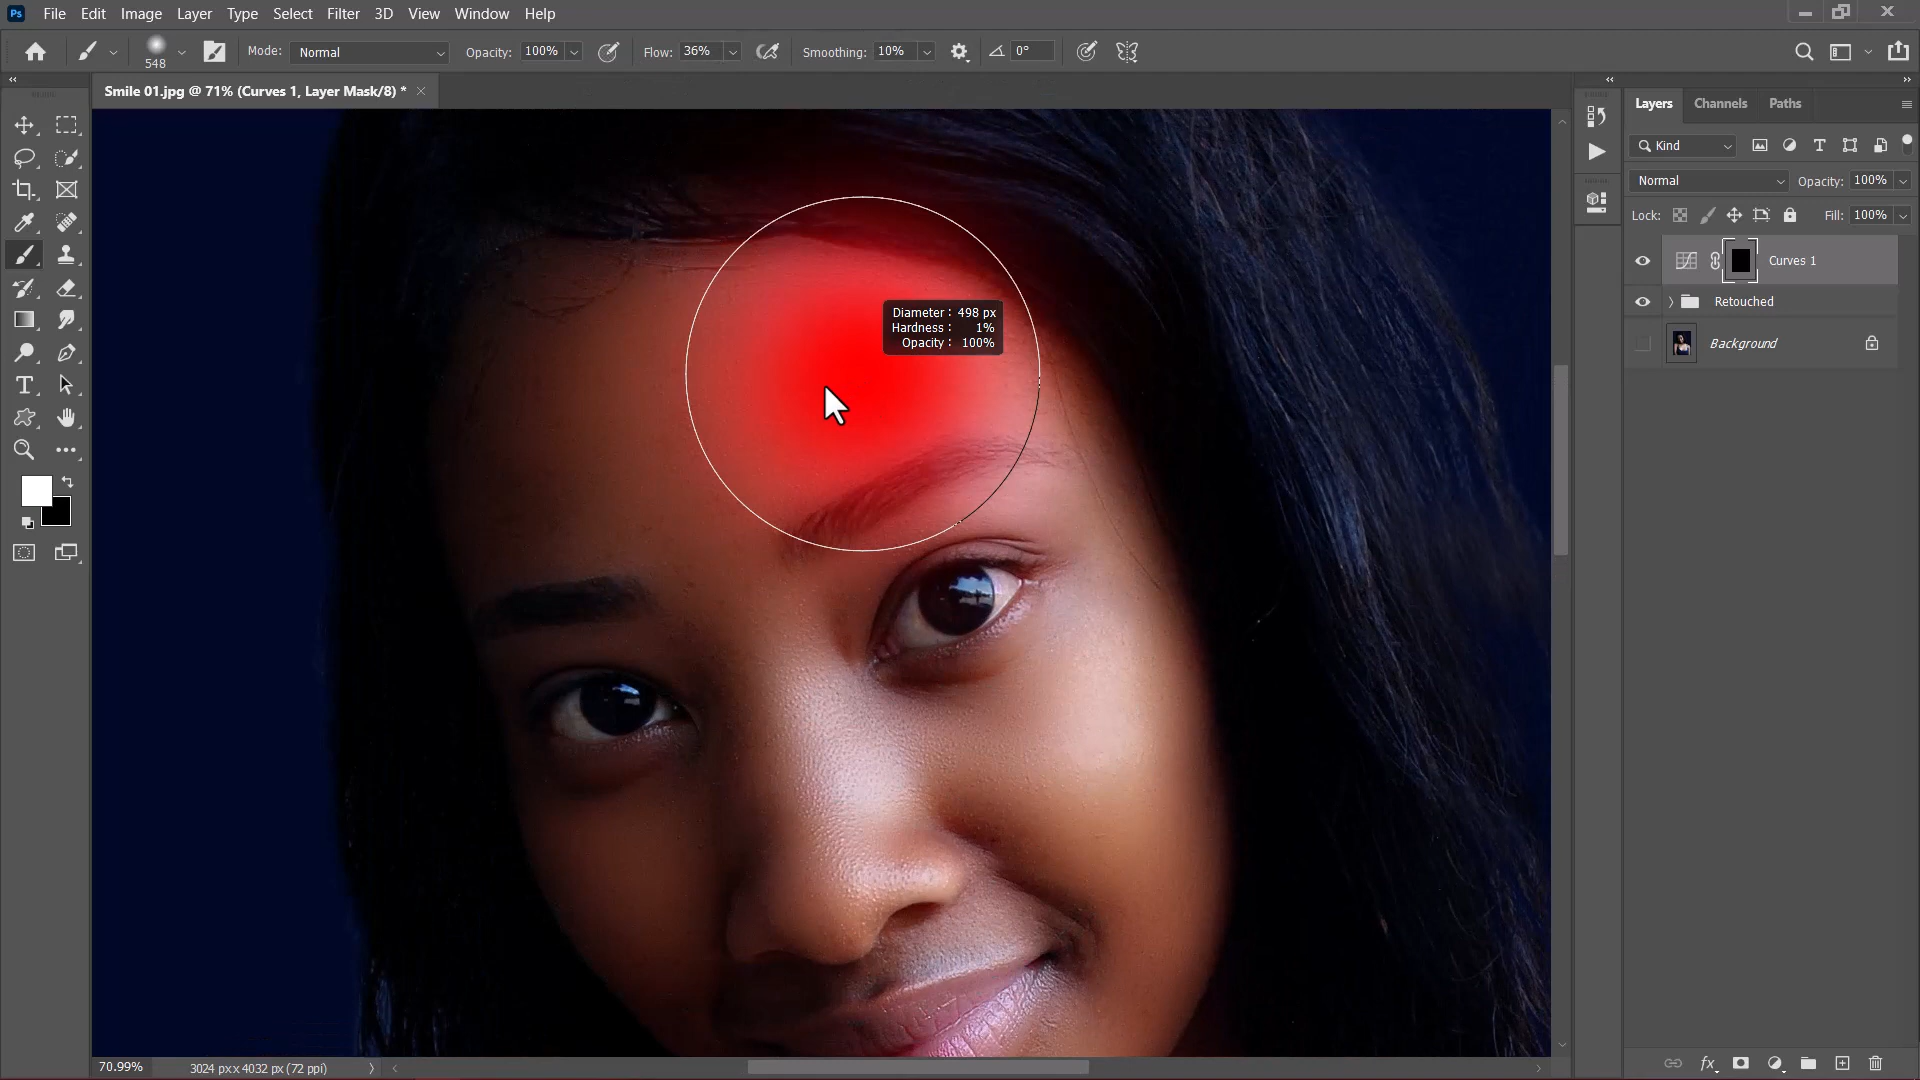 Ps File Edit Image Layer Type Select Filter 3D View Window Help
548 Mode: Normal Opacity: 100% Flow: 36% Smoothing: 10% 0°
Smile 01.jpg @ 71% (Curves 1, Layer Mask/8) *
Layers Channels Paths
Kind
Normal Opacity: 100%
Lock: Fill: 100%
Curves 1
Retouched
Background
Diameter: 498 px
Hardness: 1%
Opacity: 100%
70.99% 3024 px x 4032 px (72 ppi)